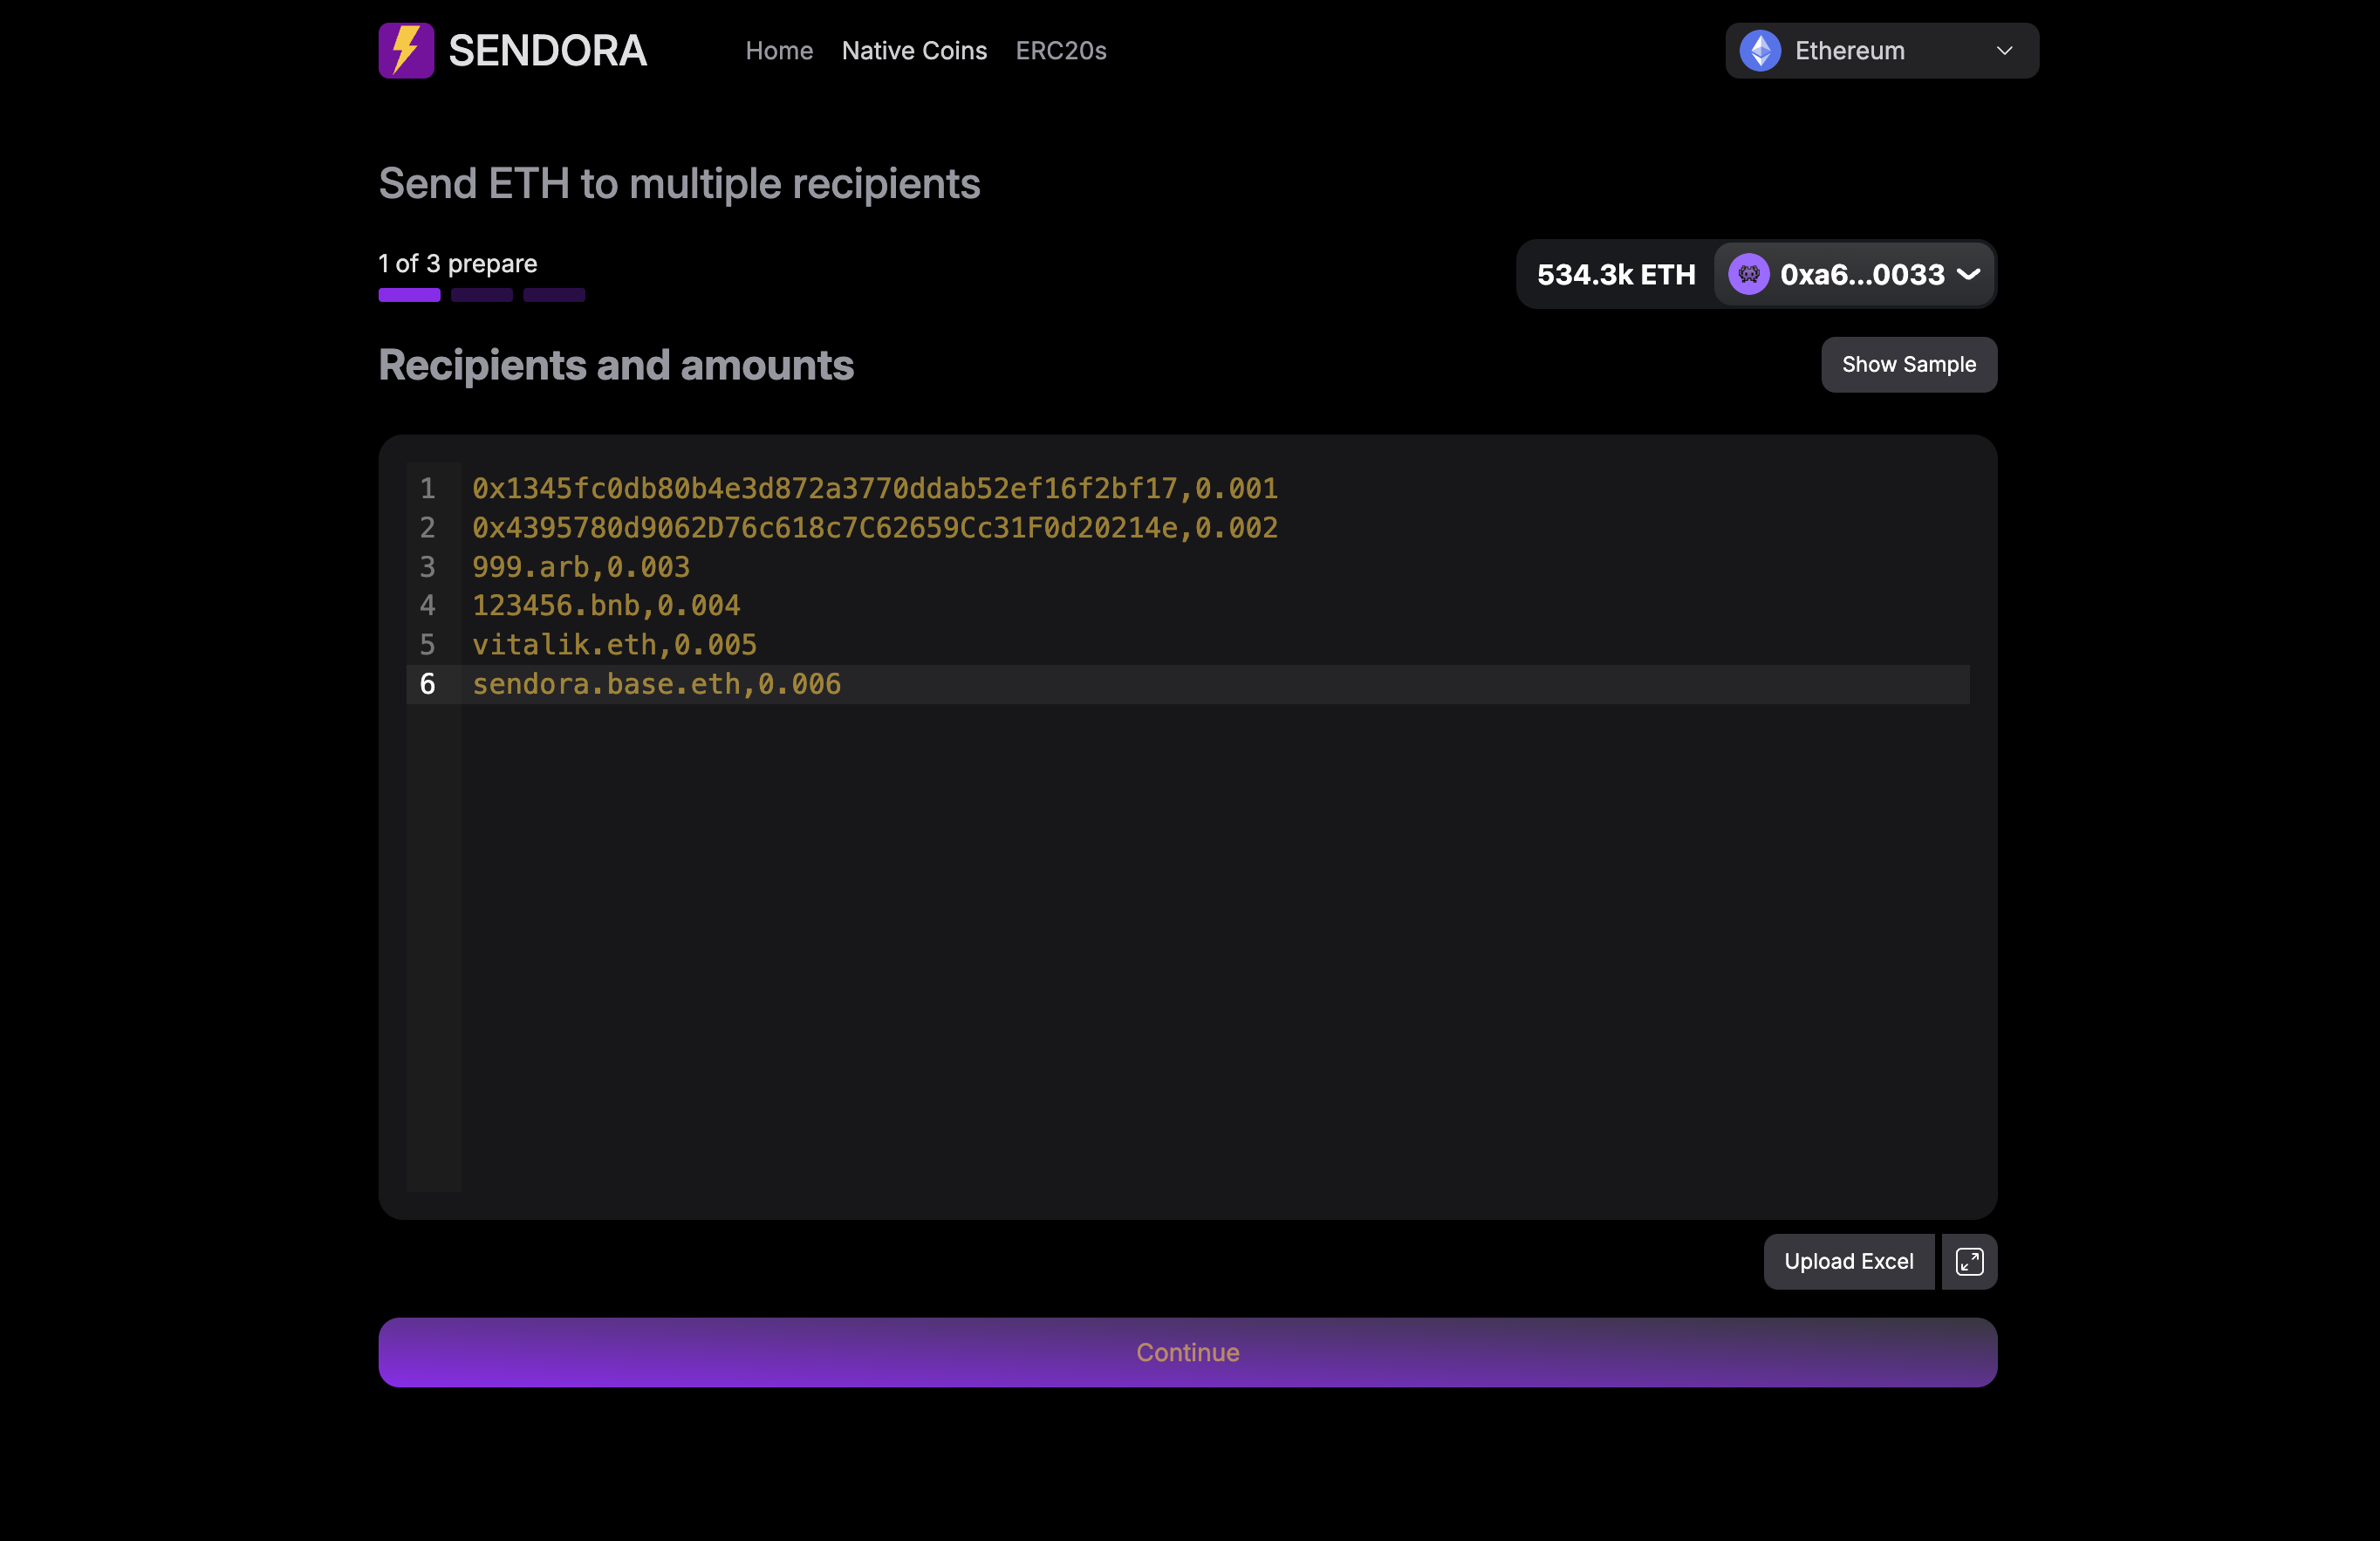 SENDORA
Home
Native Coins
ERC20s
Ethereum
Send ETH to multiple recipients
1 of 3 prepare
534.3k ETH
0xa6...0033
Recipients and amounts
Show Sample
1 0x1345fc0db80b4e3d872a3770ddab52ef16f2bf17,0.001
2 0x4395780d9062D76c618c7C62659Cc31F0d20214e,0.002
3 999.arb,0.003
4 123456.bnb,0.004
5 vitalik.eth,0.005
6 sendora.base.eth,0.006
Upload Excel
Continue